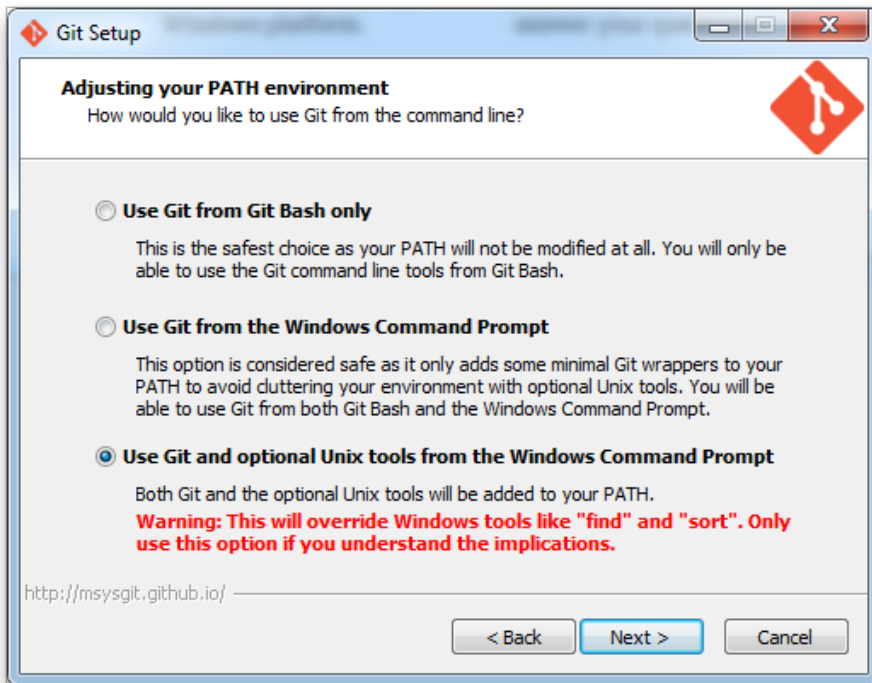 Git Setup
Adjusting your PATH environment
How would you like to use Git from the command line?
Use Git from Git Bash only
This is the safest choice as your PATH will not be modified at all. You will only be
able to use the Git command line tools from Git Bash.
Use Git from the Windows Command Prompt
This option is considered safe as it only adds some minimal Git wrappers to your
PATH to avoid cluttering your environment with optional Unix tools. You will be
able to use Git from both Git Bash and the Windows Command Prompt.
Use Git and optional Unix tools from the Windows Command Prompt
Both Git and the optional Unix tools will be added to your PATH.
Warning: This will override Windows tools like "find" and "sort". Only
use this option if you understand the implications.
http://msysgit.github.io/
< Back Next > Cancel